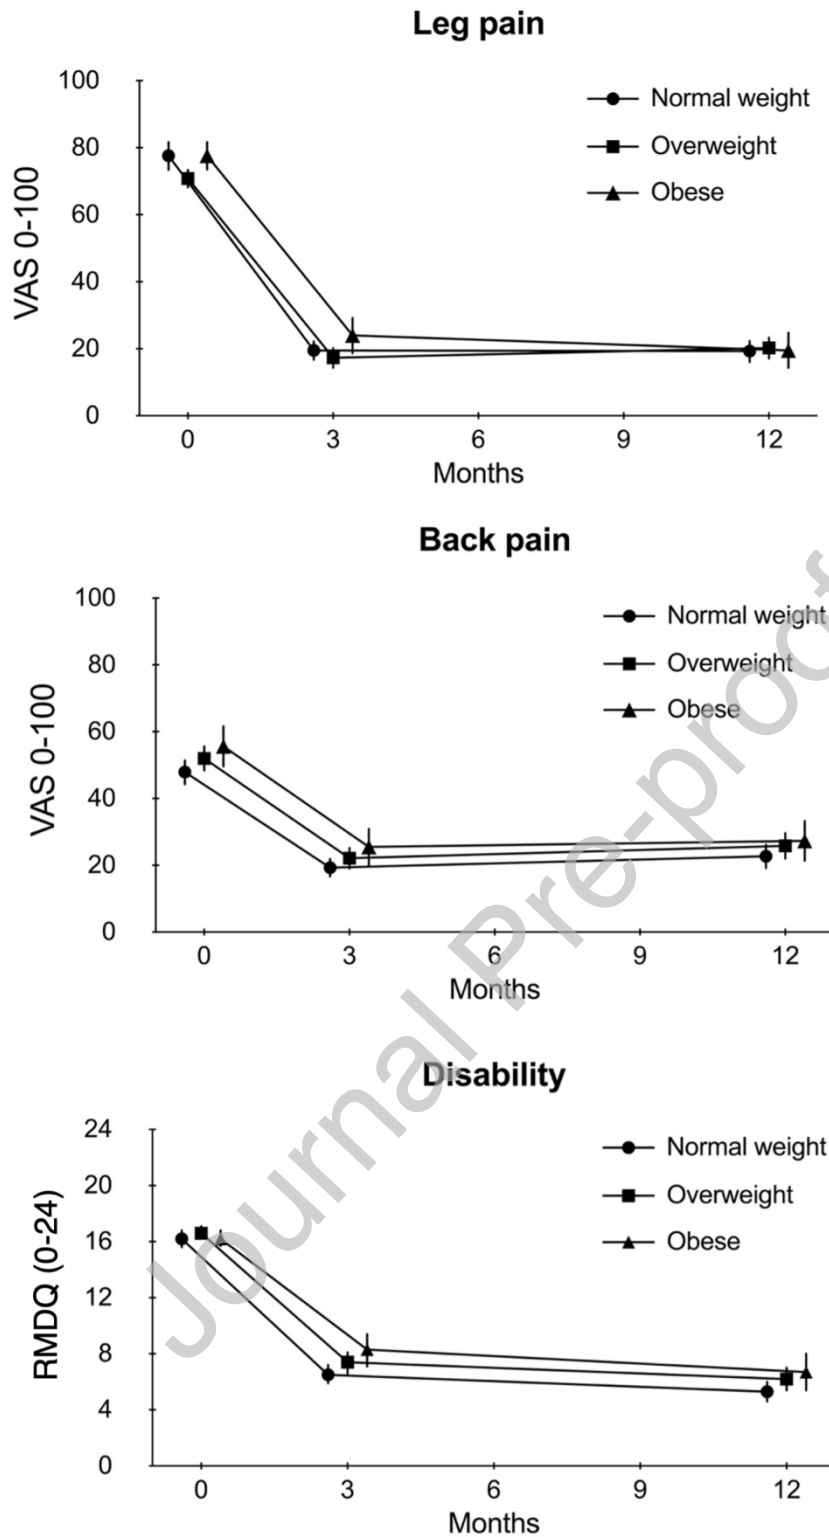 Leg pain
100
80
60
40
20
0
VAS 0-100
Normal weight
Overweight
Obese
0 3 6 9 12
Months
Back pain
100
80
60
40
20
0
VAS 0-100
Normal weight
Overweight
Obese
0 3 6 9 12
Months
Disability
24
20
16
12
8
4
0
RMDQ (0-24)
Normal weight
Overweight
Obese
0 3 6 9 12
Months
Journal Pre-proof